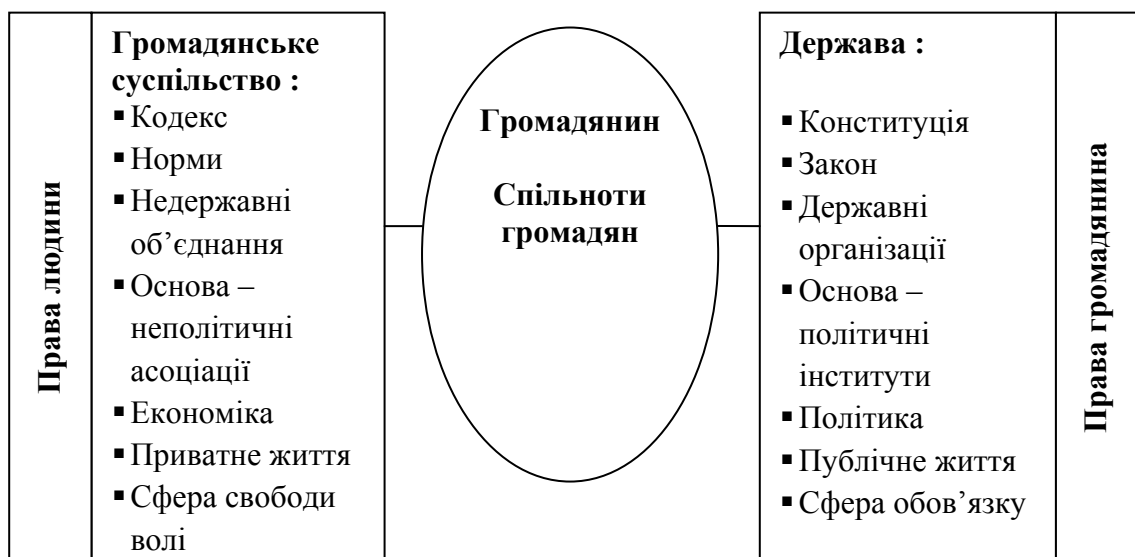 Права людини
Громадянське
суспільство :
▪ Кодекс
▪ Норми
▪ Недержавні
об’єднання
▪ Основа –
неполітичні
асоціації
▪ Економіка
▪ Приватне життя
▪ Сфера свободи
волі
Громадянин
Спільноти
громадян
Держава :
▪ Конституція
▪ Закон
▪ Державні
організації
▪ Основа –
політичні
інститути
▪ Політика
▪ Публічне життя
▪ Сфера обов’язку
Права громадянина